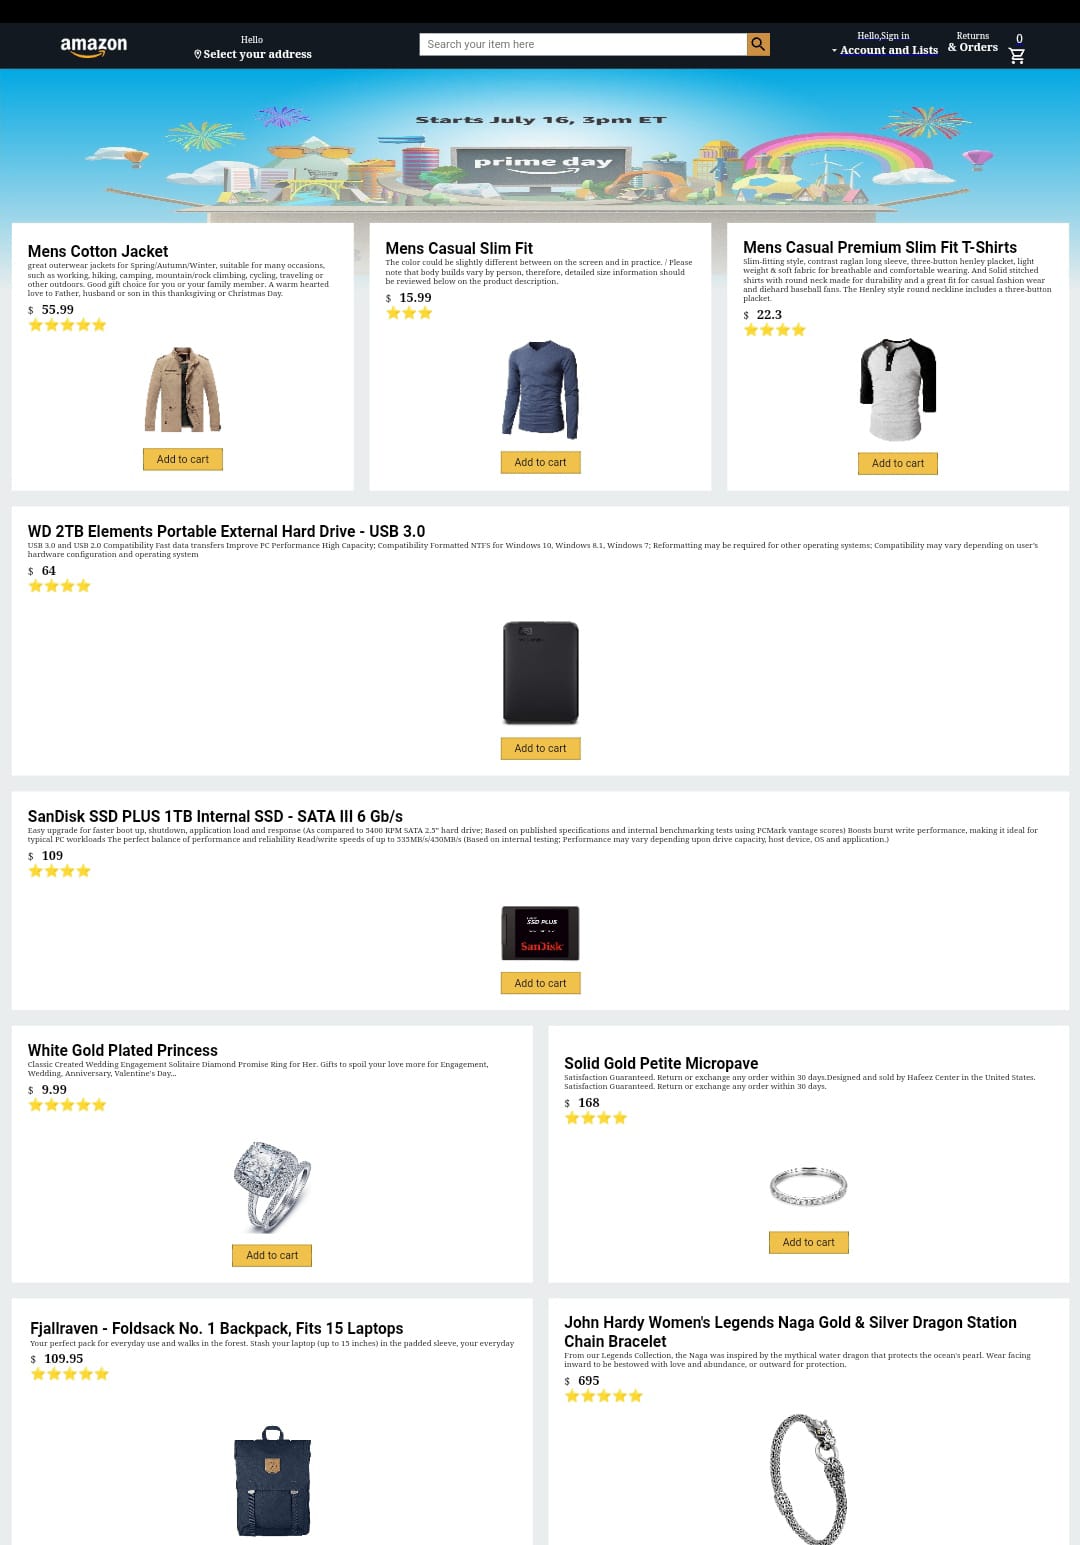 amazon
Hello
Select your address
Search your item here
Hello,Sign in
Account and Lists
Returns
& Orders
0
Starts July 16, 3pm ET
prime day
Mens Cotton Jacket
great outerwear jackets for Spring/Autumn/Winter, suitable for many occasions,
such as working, hiking, camping, mountain/rock climbing, cycling, traveling or
other outdoors. Good gift choice for you or your family member. A warm hearted
love to Father, husband or son in this thanksgiving or Christmas Day.
$ 55.99
Add to cart
Mens Casual Slim Fit
The color could be slightly different between on the screen and in practice. / Please
note that body builds vary by person, therefore, detailed size information should
be reviewed below on the product description.
$ 15.99
Add to cart
Mens Casual Premium Slim Fit T-Shirts
Slim-fitting style, contrast raglan long sleeve, three-button henley placket, light
weight & soft fabric for breathable and comfortable wearing. And Solid stitched
shirts with round neck made for durability and a great fit for casual fashion wear
and diehard baseball fans. The Henley style round neckline includes a three-button
placket.
$ 22.3
Add to cart
WD 2TB Elements Portable External Hard Drive - USB 3.0
USB 3.0 and USB 2.0 Compatibility Fast data transfers Improve PC Performance High Capacity; Compatibility Formatted NTFS for Windows 10, Windows 8.1, Windows 7; Reformatting may be required for other operating systems; Compatibility may vary depending on user's
hardware configuration and operating system
$ 64
Add to cart
SanDisk SSD PLUS 1TB Internal SSD - SATA III 6 Gb/s
Easy upgrade for faster boot up, shutdown, application load and response (As compared to 5400 RPM SATA 2.5" hard drive; Based on published specifications and internal benchmarking tests using PCMark vantage scores) Boosts burst write performance, making it ideal for
typical PC workloads The perfect balance of performance and reliability Read/write speeds of up to 535MB/s/450MB/s (Based on internal testing; Performance may vary depending upon drive capacity, host device, OS and application.)
$ 109
SSD PLUS
SanDisk
Add to cart
White Gold Plated Princess
Classic Created Wedding Engagement Solitaire Diamond Promise Ring for Her. Gifts to spoil your love more for Engagement,
Wedding, Anniversary, Valentine's Day...
$ 9.99
Add to cart
Solid Gold Petite Micropave
Satisfaction Guaranteed. Return or exchange any order within 30 days.Designed and sold by Hafeez Center in the United States.
Satisfaction Guaranteed. Return or exchange any order within 30 days.
$ 168
Add to cart
Fjallraven - Foldsack No. 1 Backpack, Fits 15 Laptops
Your perfect pack for everyday use and walks in the forest. Stash your laptop (up to 15 inches) in the padded sleeve, your everyday
$ 109.95
John Hardy Women's Legends Naga Gold & Silver Dragon Station
Chain Bracelet
From our Legends Collection, the Naga was inspired by the mythical water dragon that protects the ocean's pearl. Wear facing
inward to be bestowed with love and abundance, or outward for protection.
$ 695